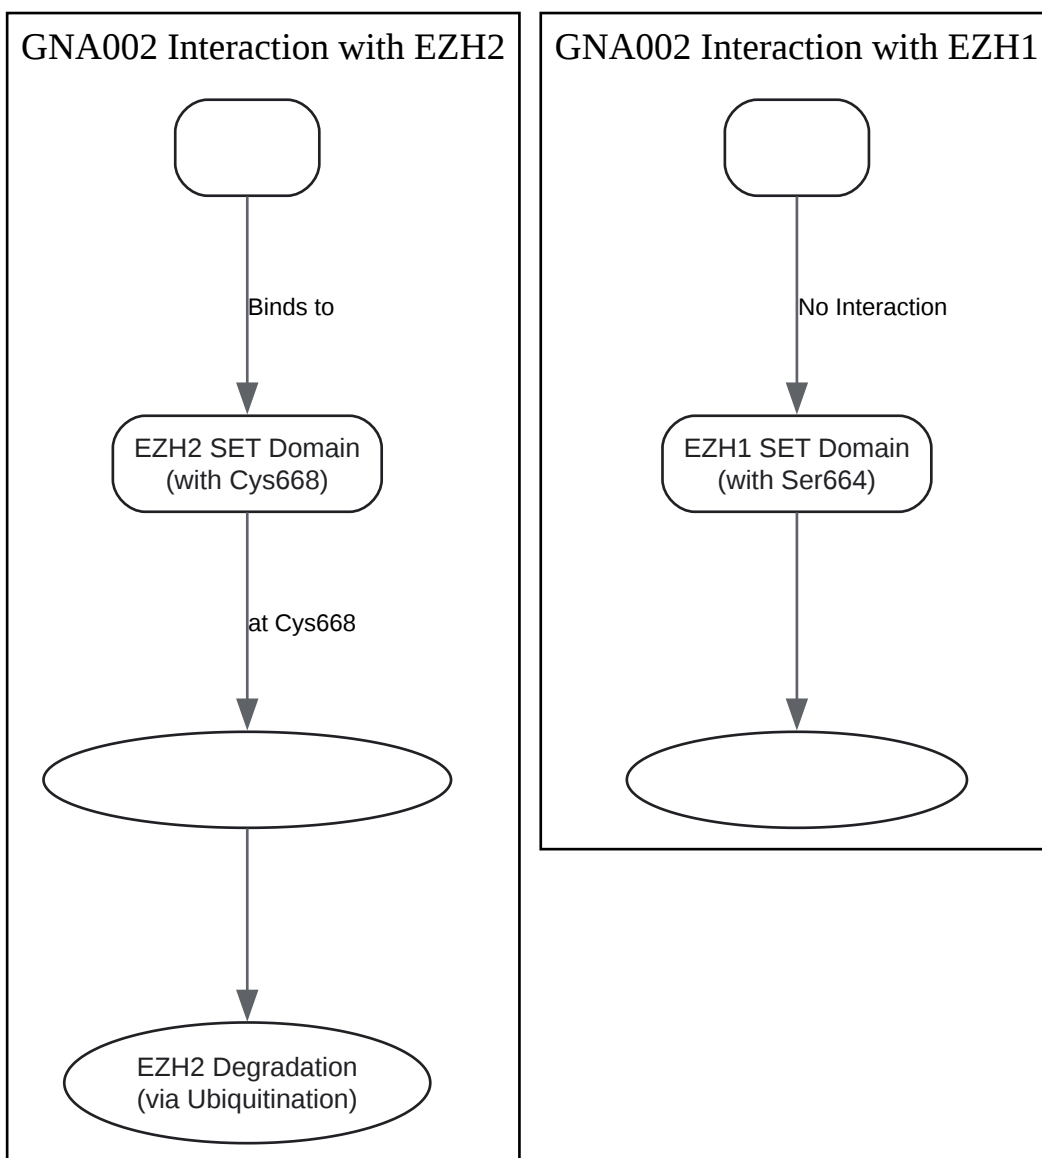 GNA002 Interaction with EZH2
Binds to
EZH2 SET Domain
(with Cys668)
at Cys668
EZH2 Degradation
(via Ubiquitination)
GNA002 Interaction with EZH1
No Interaction
EZH1 SET Domain
(with Ser664)